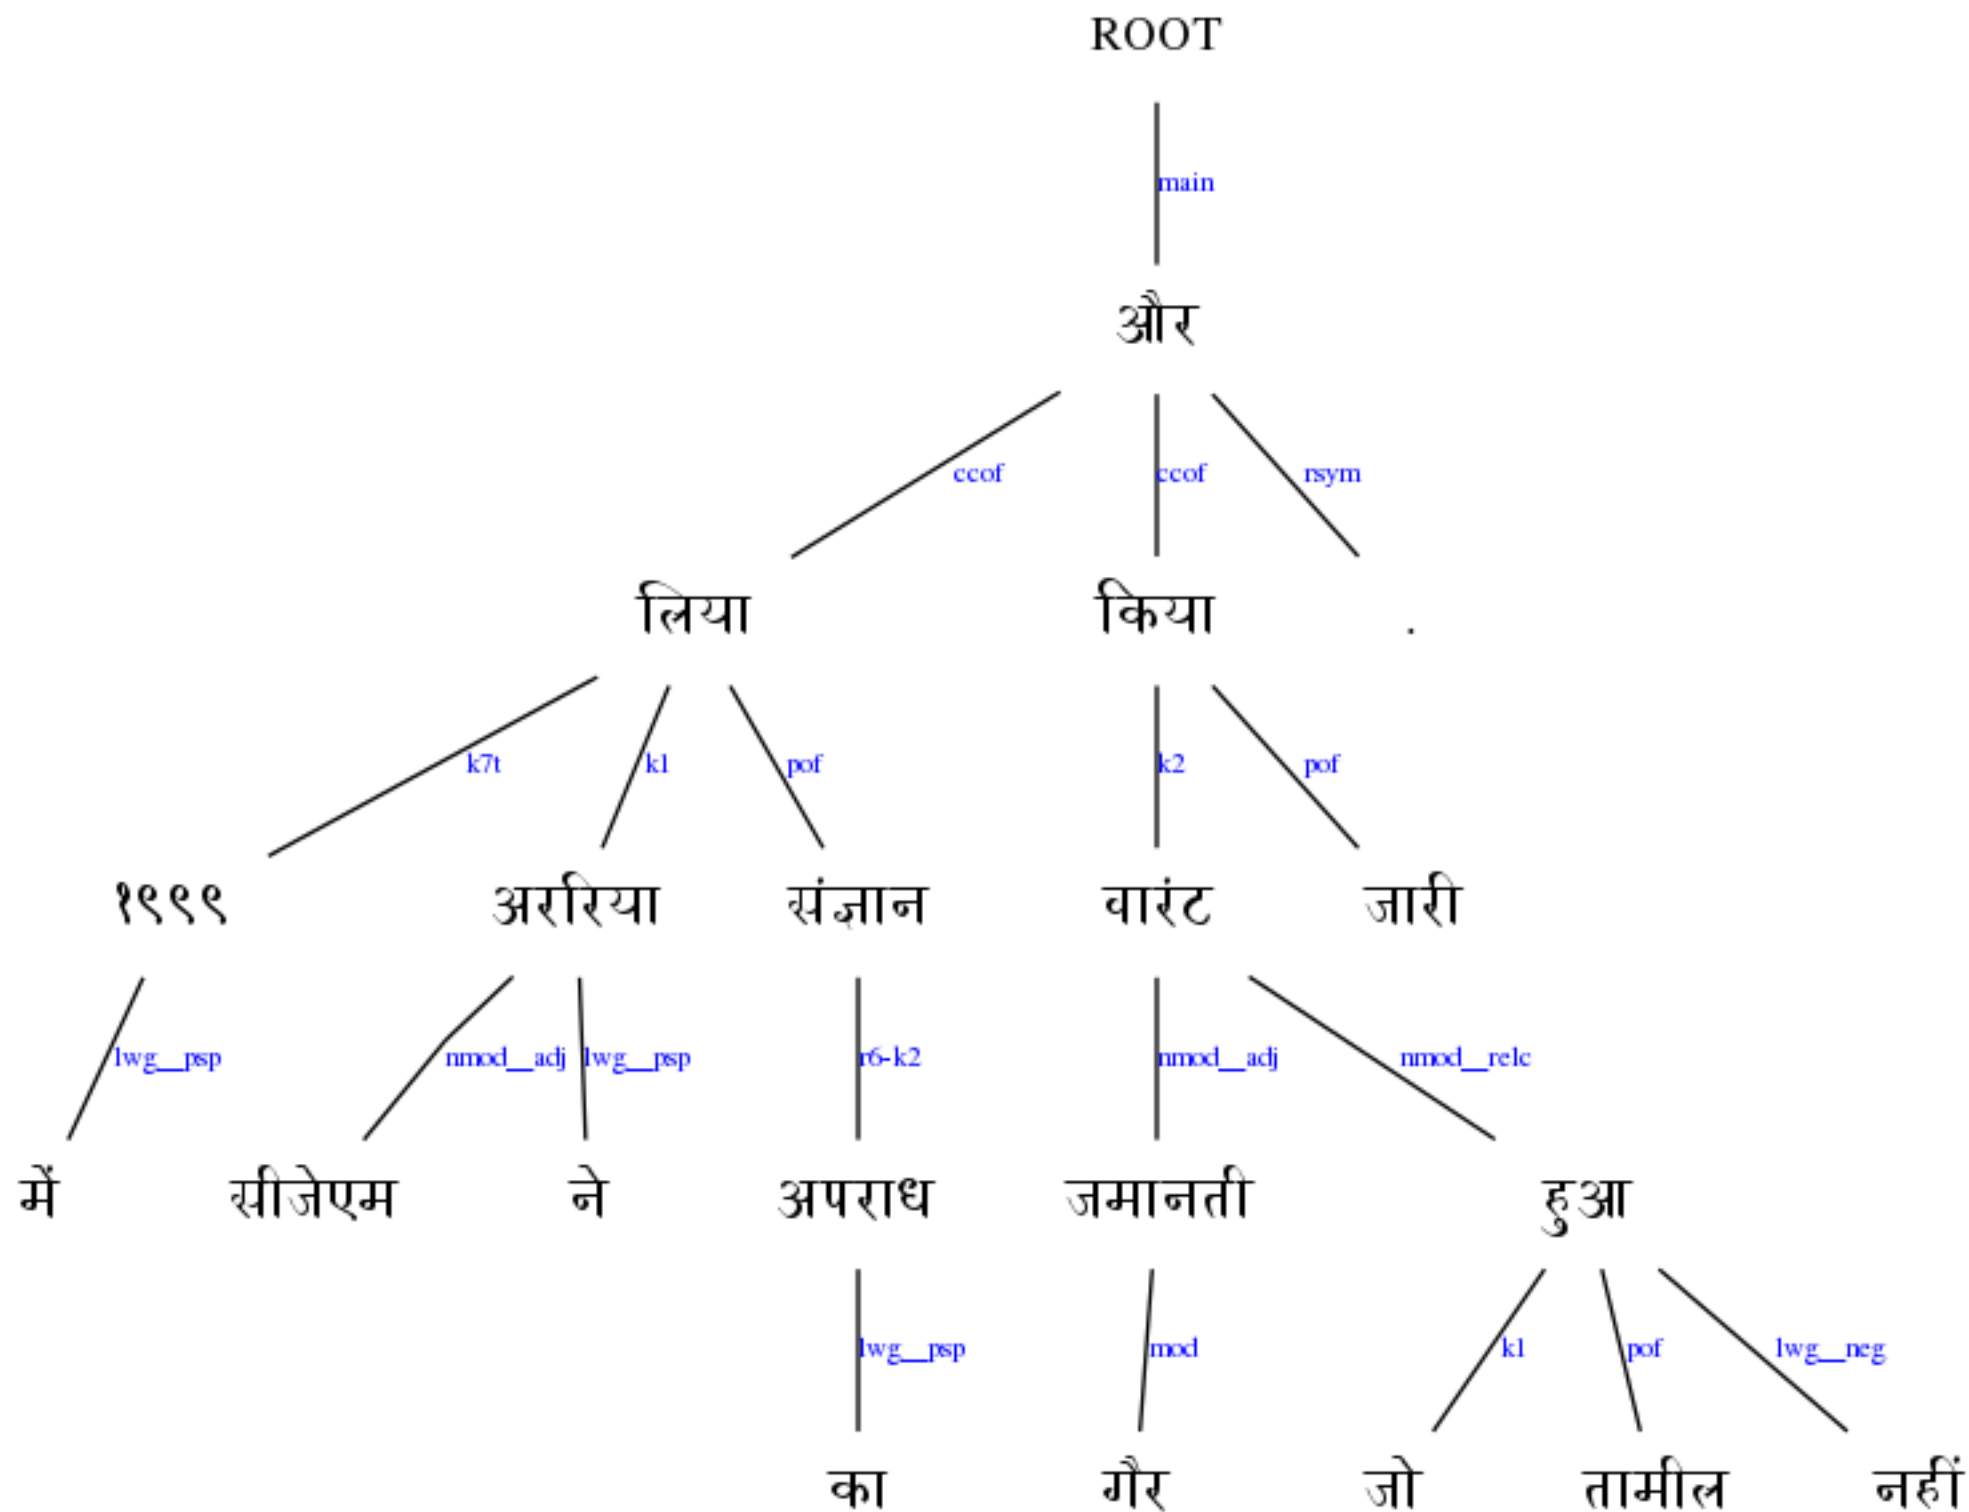 ROOT
main
और
ccof ccof rsym
लिया किया .
k7t k1 pof k2 pof
१९९९ अररिया संज्ञान वारंट जारी
lwg__psp nmod__adj lwg__psp r6-k2 nmod__adj nmod__relc
में सीजेएम ने अपराध जमानती हुआ
lwg__psp mod k1 pof lwg__neg
का गैर जो तामील नहीं